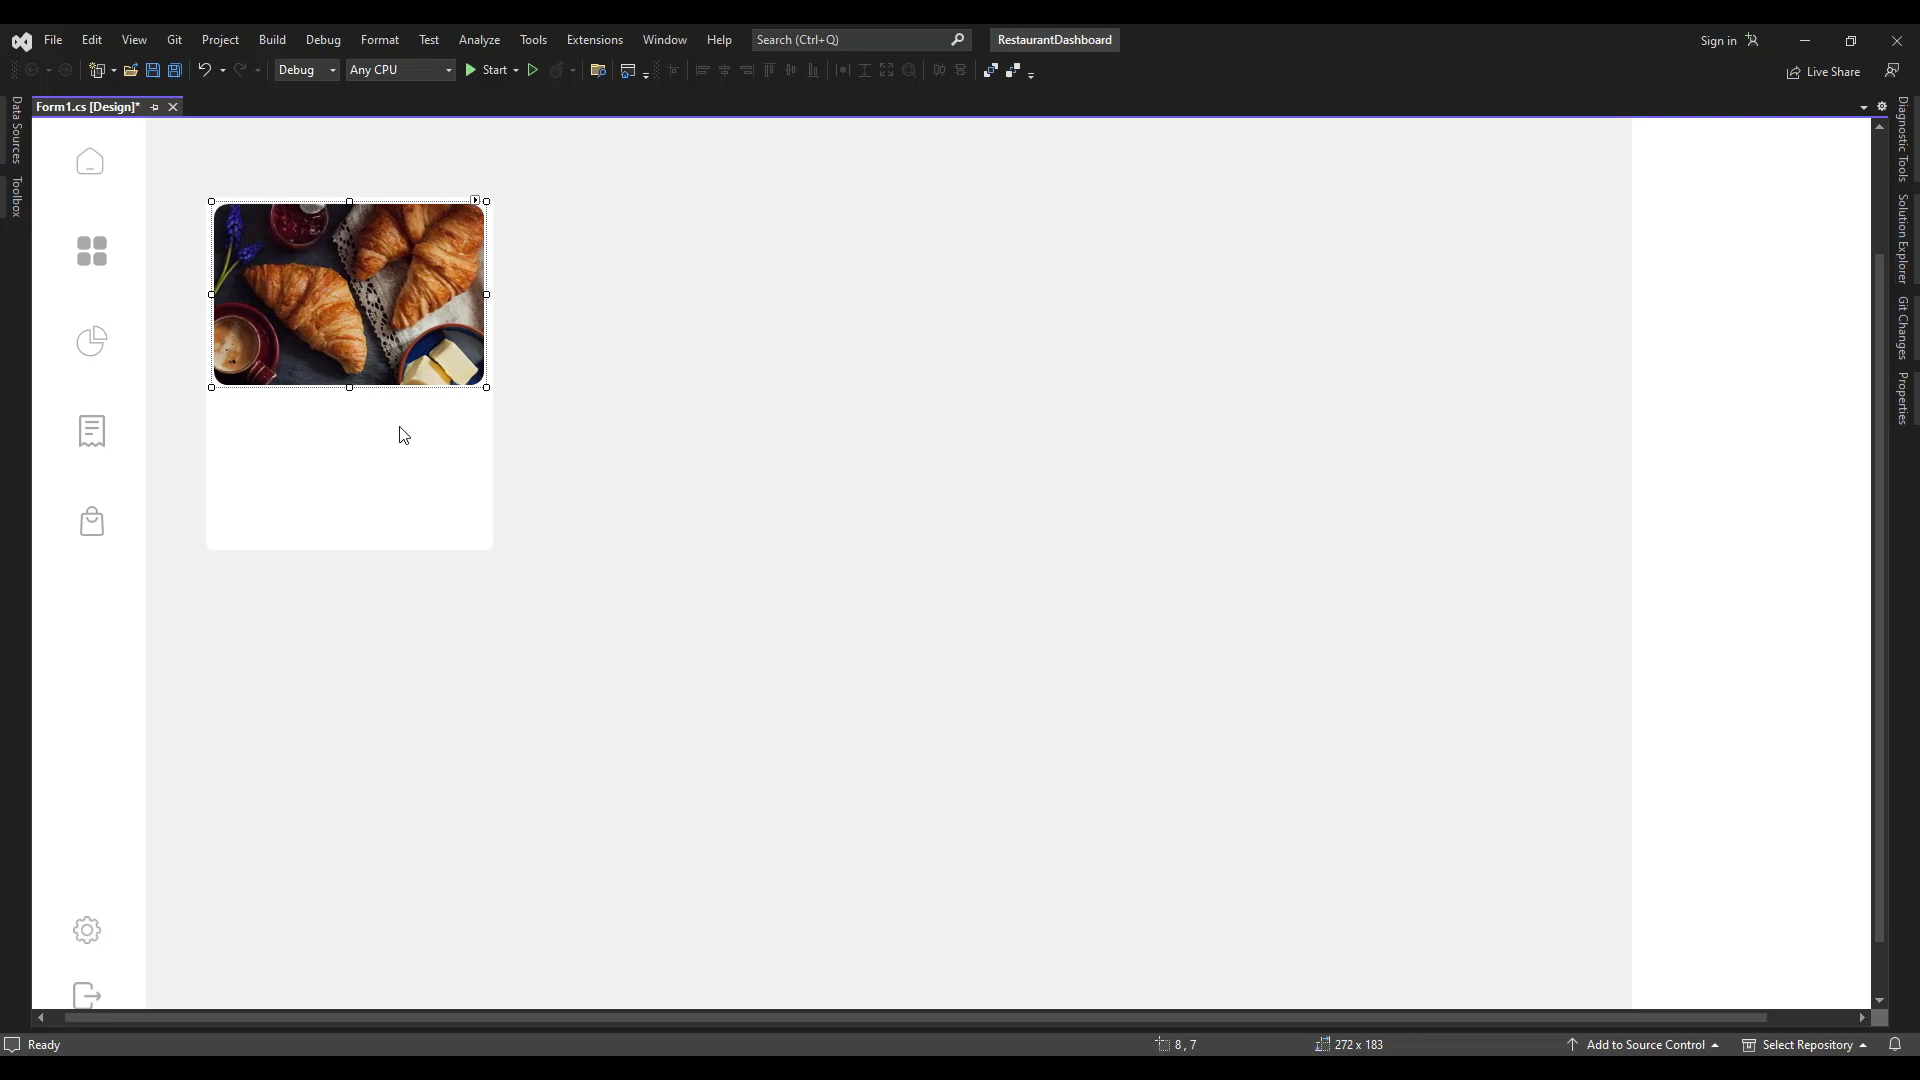 File Edit View Git Project Build Debug Format Test Analyze Tools Extensions Window Help Search (Ctrl+Q) RestaurantDashboard Sign in
Debug Any CPU Start Live Share
Form1.cs [Design]*
Data Sources
Toolbox
Diagnostic Tools
Solution Explorer
Git Changes
Properties
Ready 8 , 7 272 x 183 Add to Source Control Select Repository